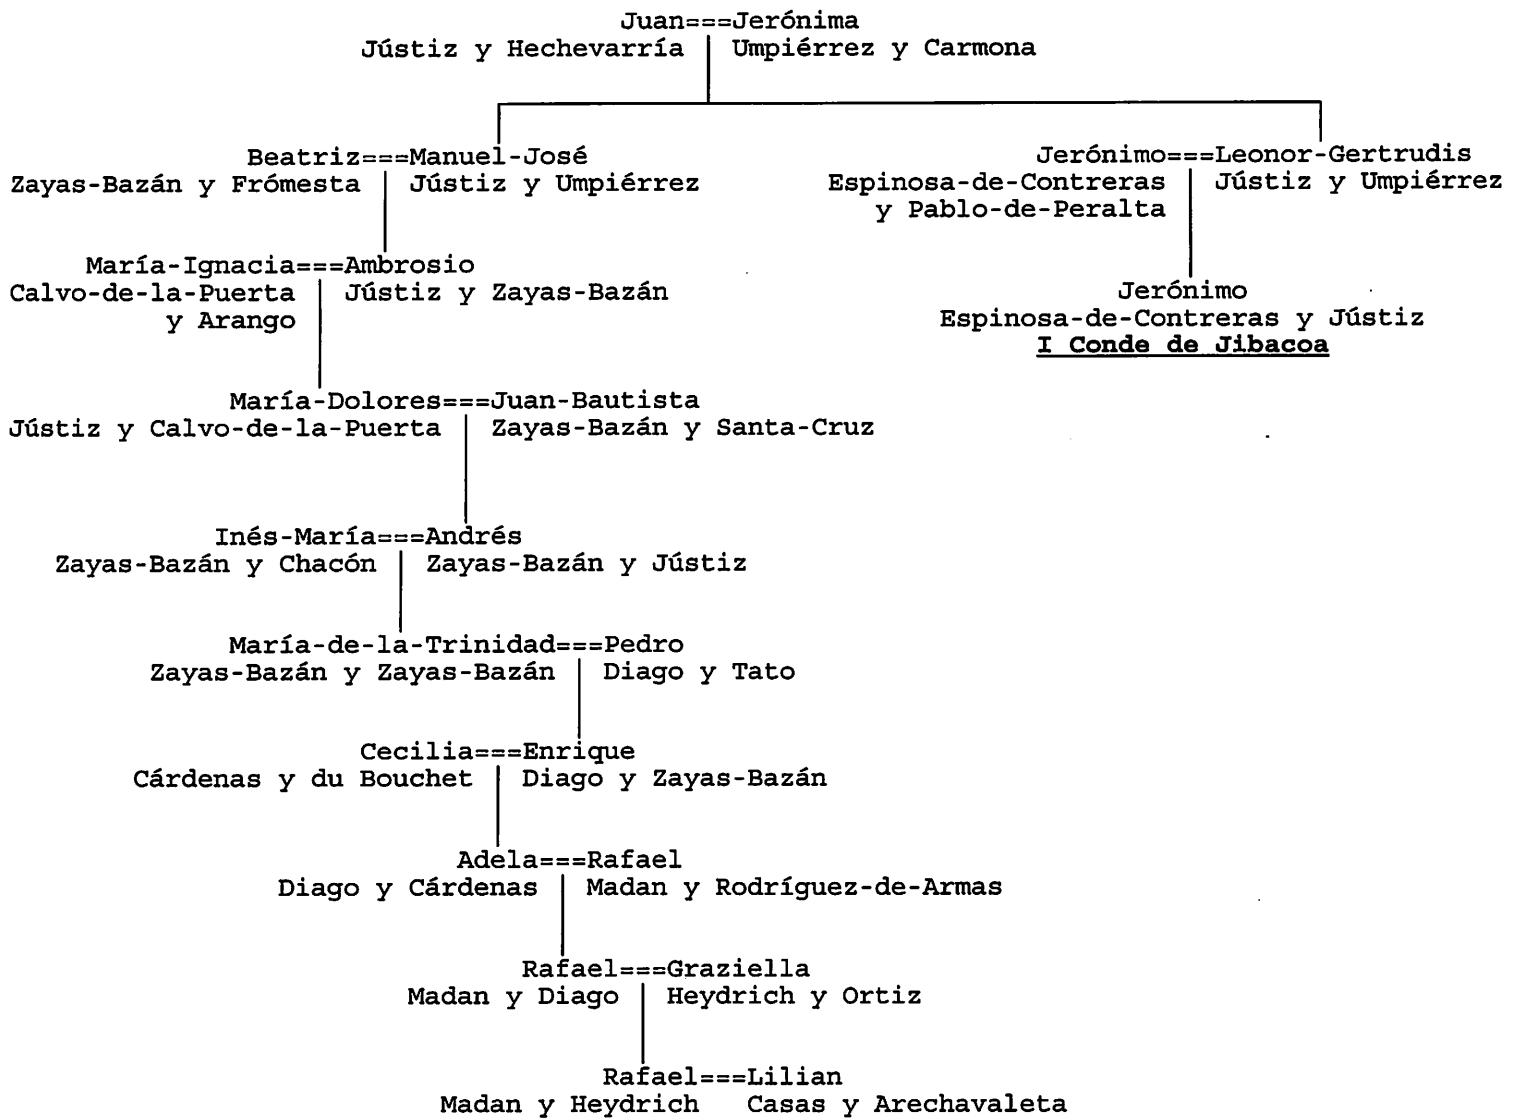 Juan===Jerónima
Jústiz y Hechevarría Umpiérrez y Carmona
Beatriz===Manuel-José Jerónimo===Leonor-Gertrudis
Zayas-Bazán y Frómesta Jústiz y Umpiérrez Espinosa-de-Contreras Jústiz y Umpiérrez
y Pablo-de-Peralta
María-Ignacia===Ambrosio
Calvo-de-la-Puerta Jústiz y Zayas-Bazán Jerónimo
y Arango Espinosa-de-Contreras y Jústiz
I Conde de Jibacoa
María-Dolores===Juan-Bautista
Jústiz y Calvo-de-la-Puerta Zayas-Bazán y Santa-Cruz
Inés-María===Andrés
Zayas-Bazán y Chacón Zayas-Bazán y Jústiz
María-de-la-Trinidad===Pedro
Zayas-Bazán y Zayas-Bazán Diago y Tato
Cecilia===Enrique
Cárdenas y du Bouchet Diago y Zayas-Bazán
Adela===Rafael
Diago y Cárdenas Madan y Rodríguez-de-Armas
Rafael===Graziella
Madan y Diago Heydrich y Ortiz
Rafael===Lilian
Madan y Heydrich Casas y Arechavaleta